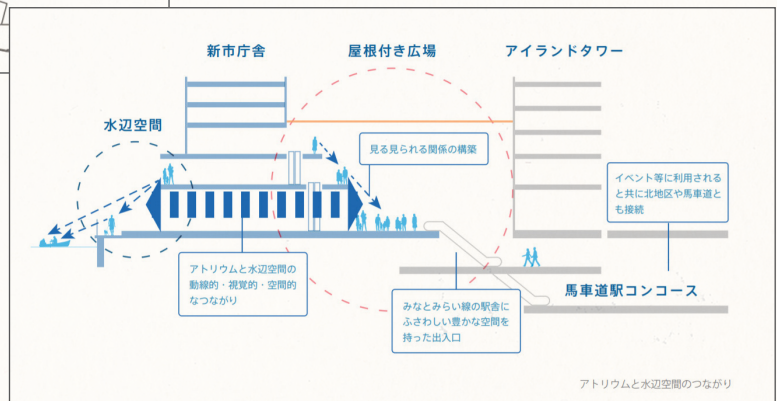 新市庁舎
屋根付き広場
アイランドタワー
水辺空間
見る見られる関係の構築
イベント等に利用される
と共に北地区や馬車道と
も接続
アトリウムと水辺空間の
動線的・視覚的・空間的
なつながり
みなとみらい線の駅舎に
ふさわしい豊かな空間を
持った出入口
馬車道駅コンコース
アトリウムと水辺空間のつながり